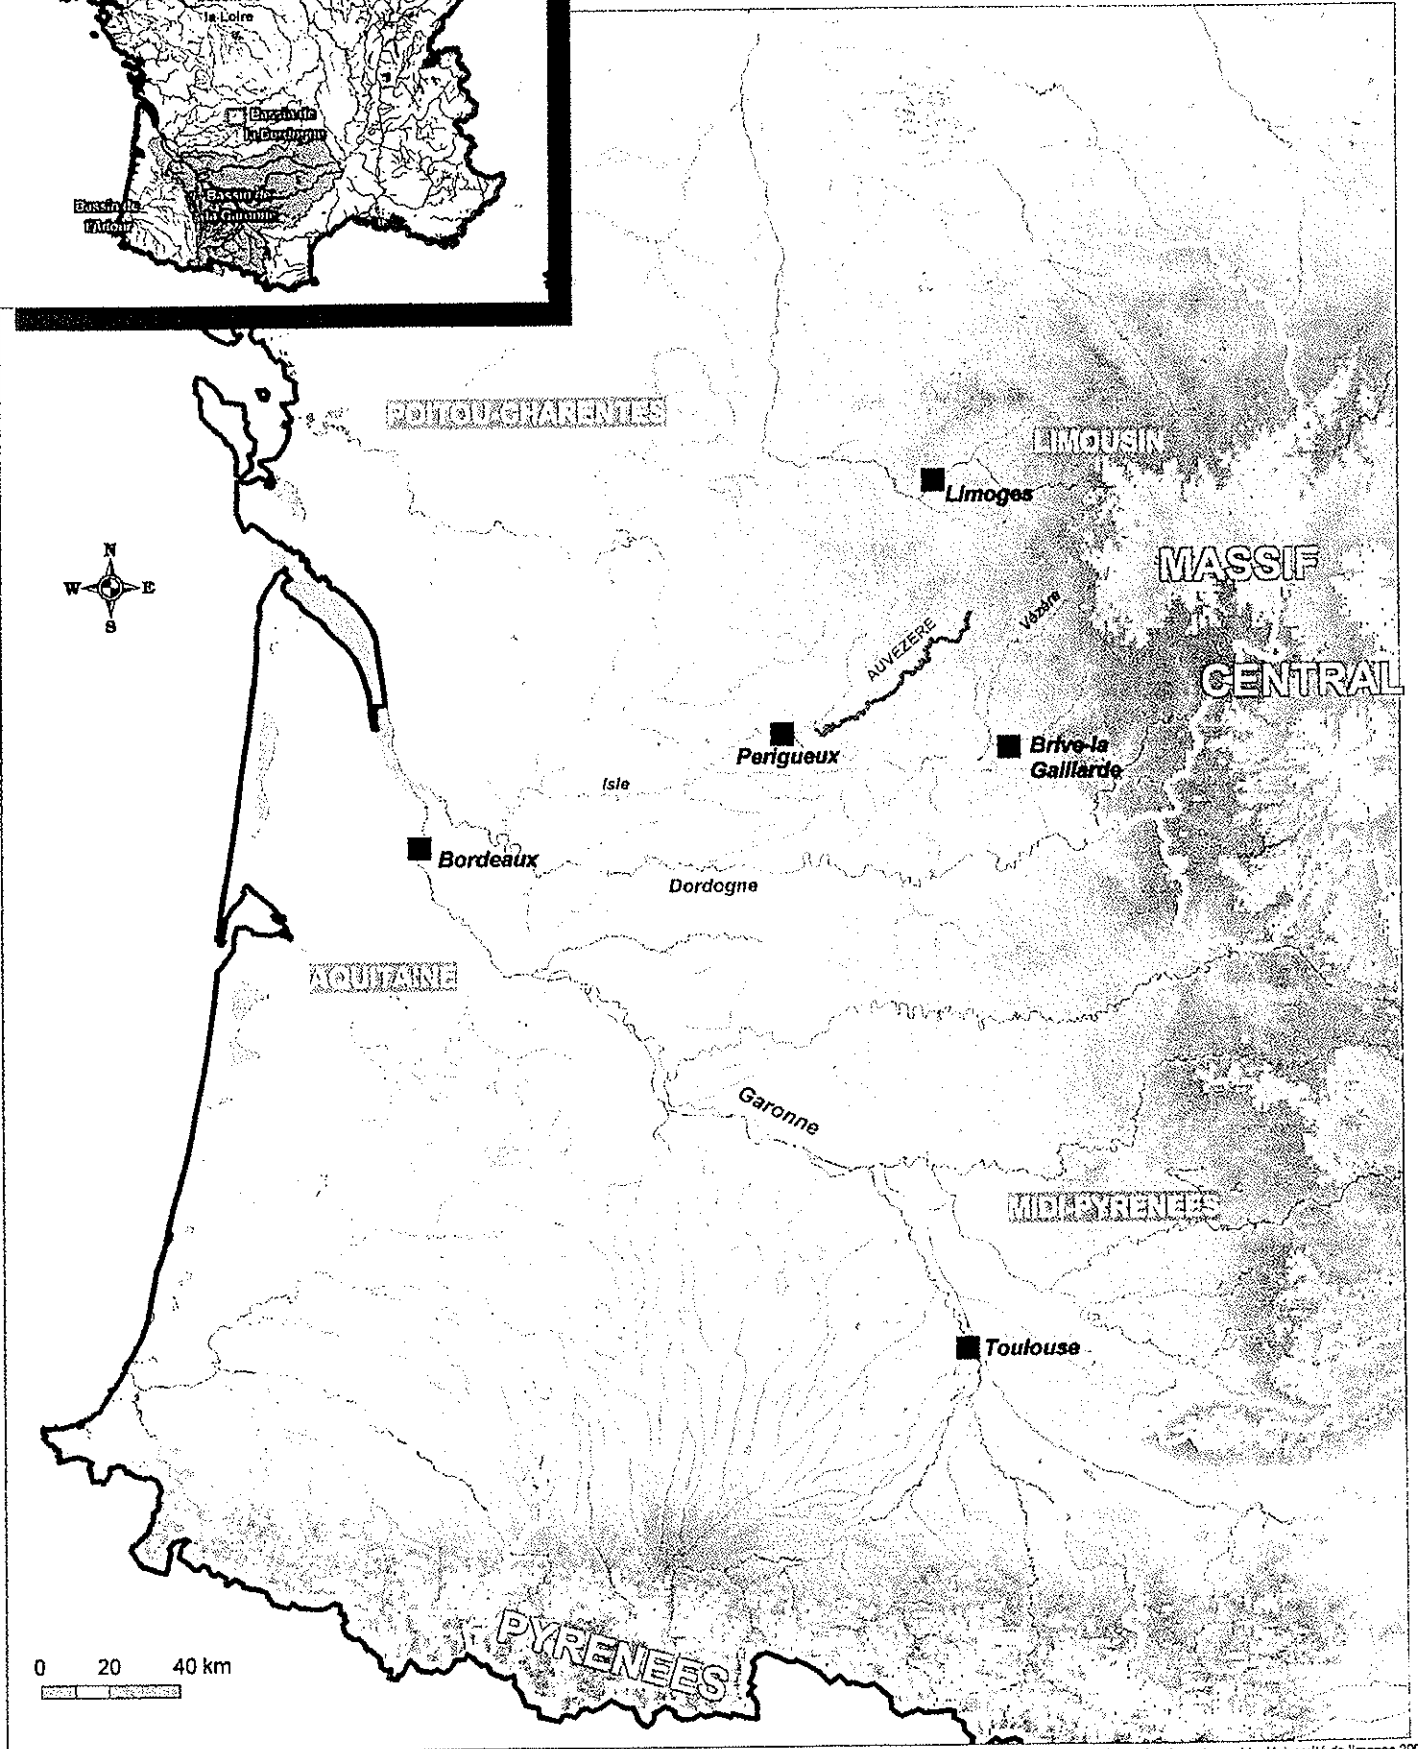 la Loire
Bassin de
la Dordogne
Bassin de
la Garonne
Bassin de
l'Adour
POITOU-CHARENTES
LIMOUSIN
Limoges
N
W E
S
MASSIF
CENTRAL
Vézère
AUVEZERE
Perigueux
Brive-la
Gaillarde
Isle
Bordeaux
Dordogne
AQUITAINE
Garonne
MIDI-PYRENEES
Toulouse
PYRENEES
0 20 40 km